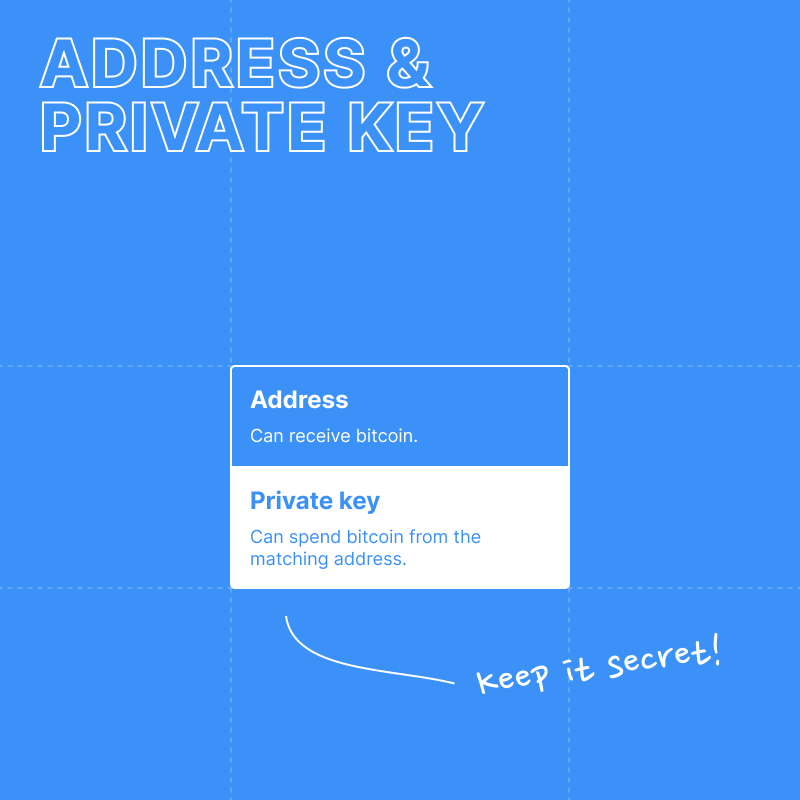 ADDRESS &
PRIVATE KEY
Address
Can receive bitcoin.
Private key
Can spend bitcoin from the
matching address.
Keep it secret!